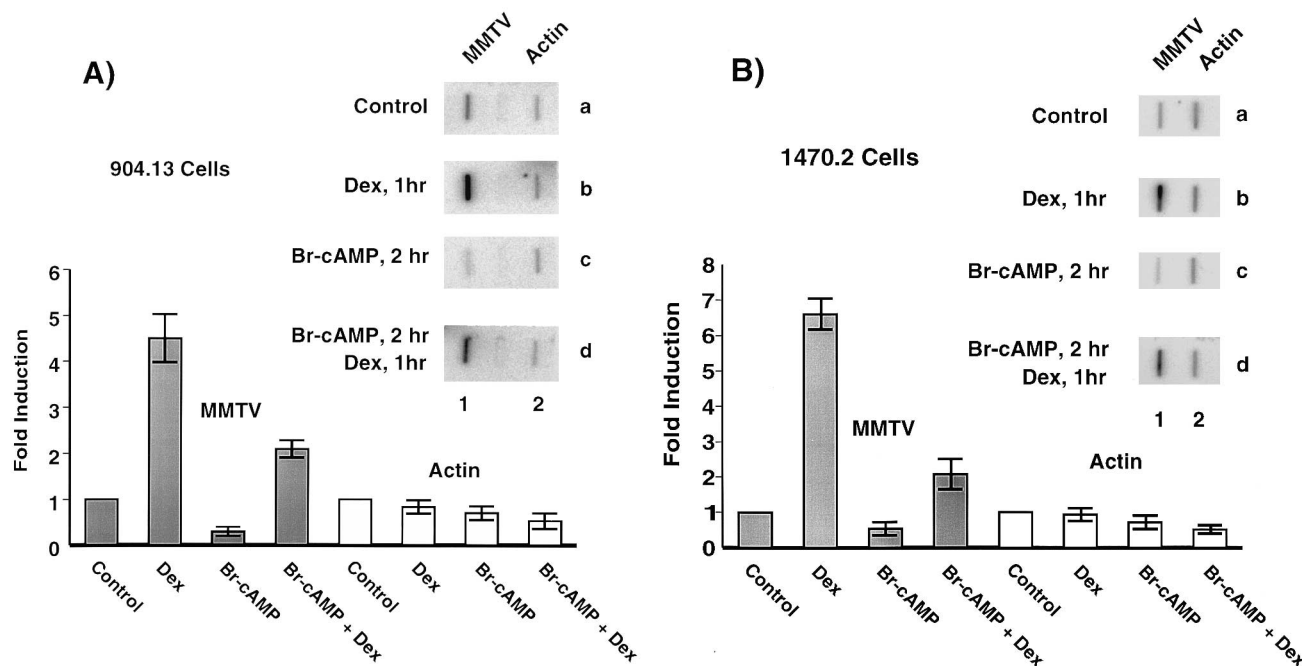 A)
904.13 Cells
MMTV
Actin
Control
a
Dex, 1hr
b
Br-cAMP, 2 hr
c
Br-cAMP, 2 hr
Dex, 1hr
d
1
2
Fold Induction
6
5
4
3
2
1
0
MMTV
Actin
Control
Dex
Br-cAMP
Br-cAMP + Dex
Control
Dex
Br-cAMP
Br-cAMP + Dex
B)
1470.2 Cells
MMTV
Actin
Control
a
Dex, 1hr
b
Br-cAMP, 2 hr
c
Br-cAMP, 2 hr
Dex, 1hr
d
1
2
Fold Induction
8
7
6
5
4
3
2
1
0
MMTV
Actin
Control
Dex
Br-cAMP
Br-cAMP + Dex
Control
Dex
Br-cAMP
Br-cAMP + Dex